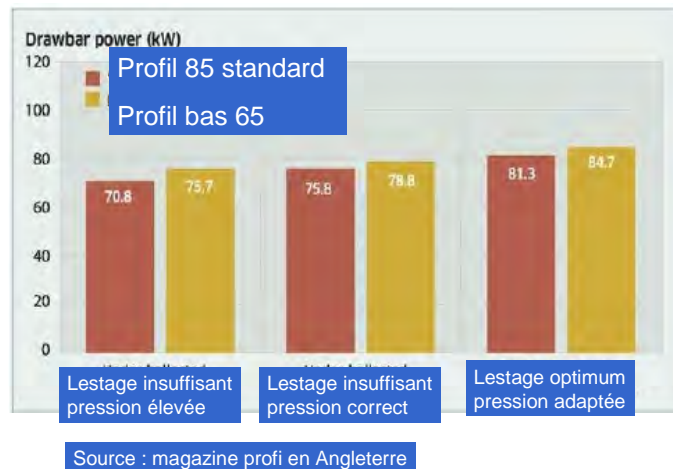 Drawbar power (kW)
120
Profil 85 standard
100
Profil bas 65
80
70.8
75.7
75.8
78.8
81.3
84.7
60
40
20
0
Lestage insuffisant
pression élevée
Lestage insuffisant
pression correct
Lestage optimum
pression adaptée
Source : magazine profi en Angleterre